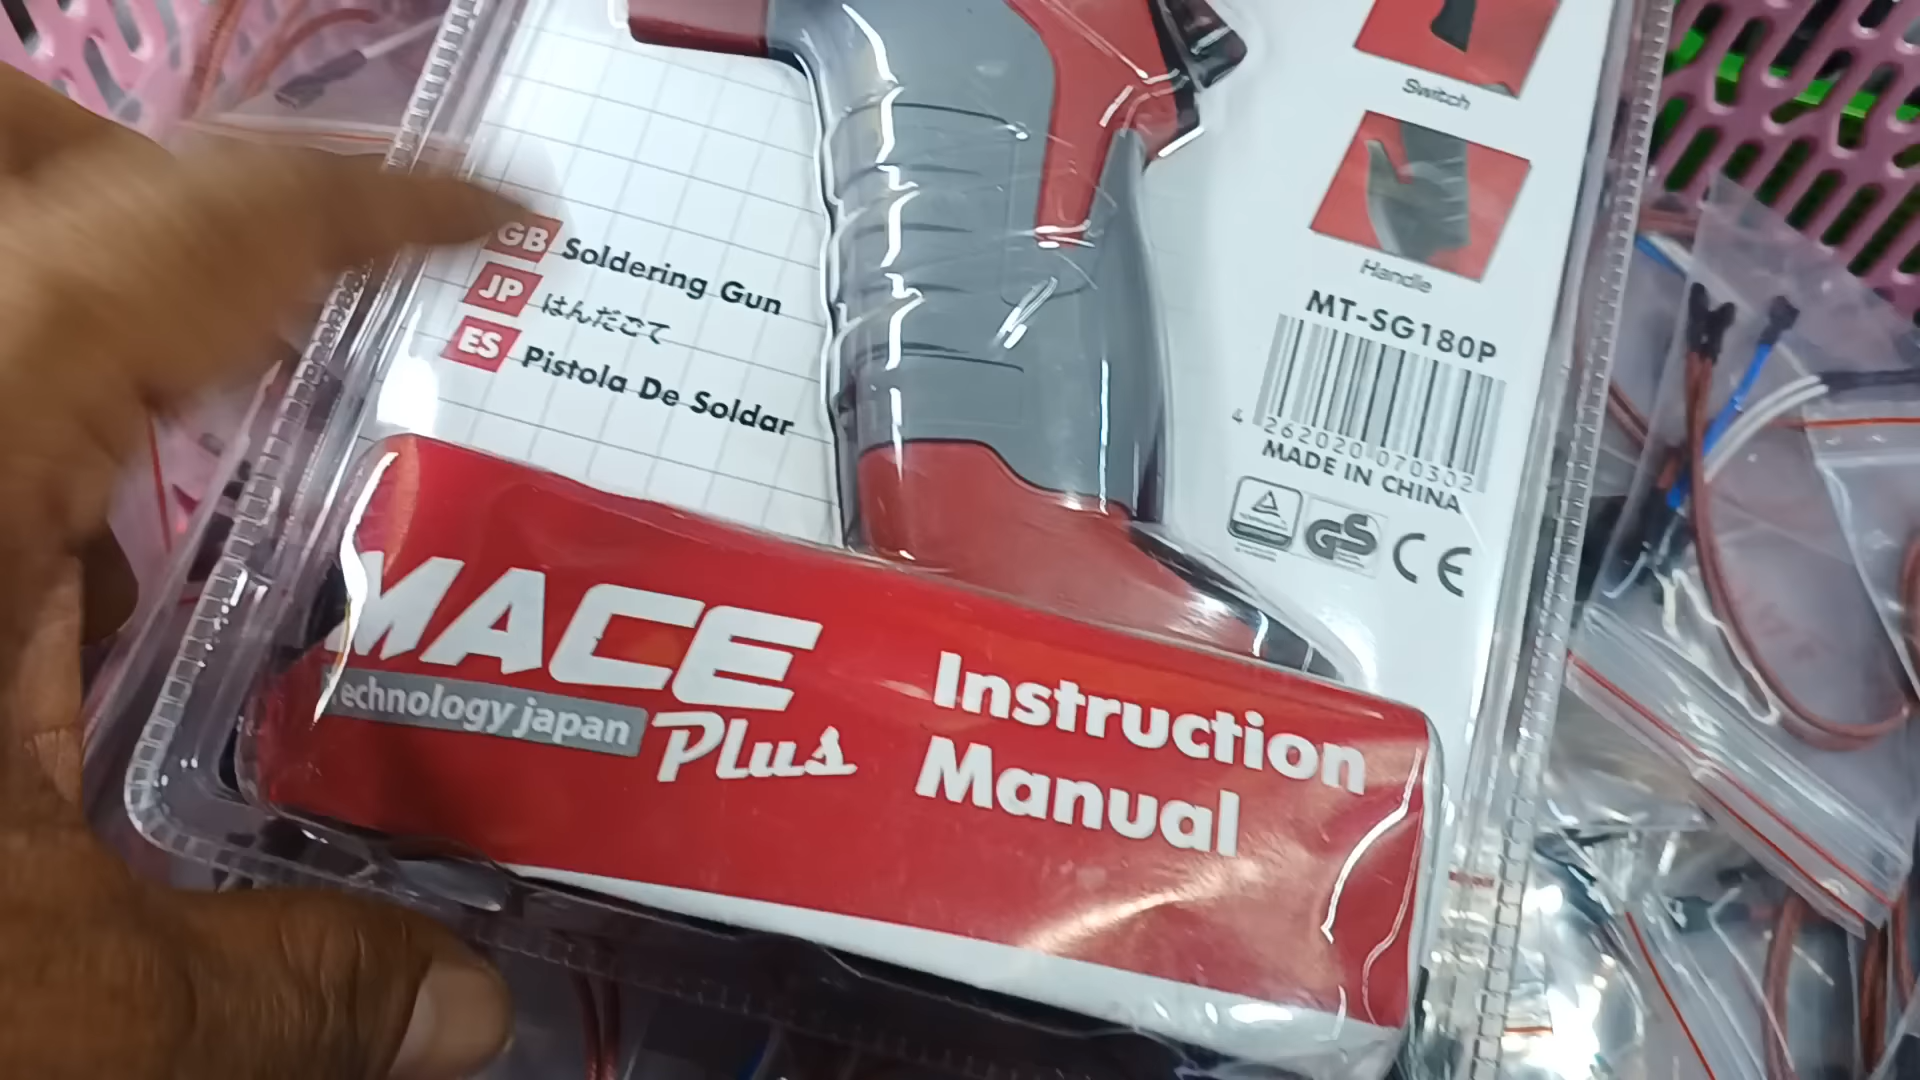 Switch
Handle
GB Soldering Gun
JP はんだごて
ES Pistola De Soldar
MT-SG180P
4 262020 070302
MADE IN CHINA
GS CE
MACE
Technology japan
Plus
Instruction
Manual